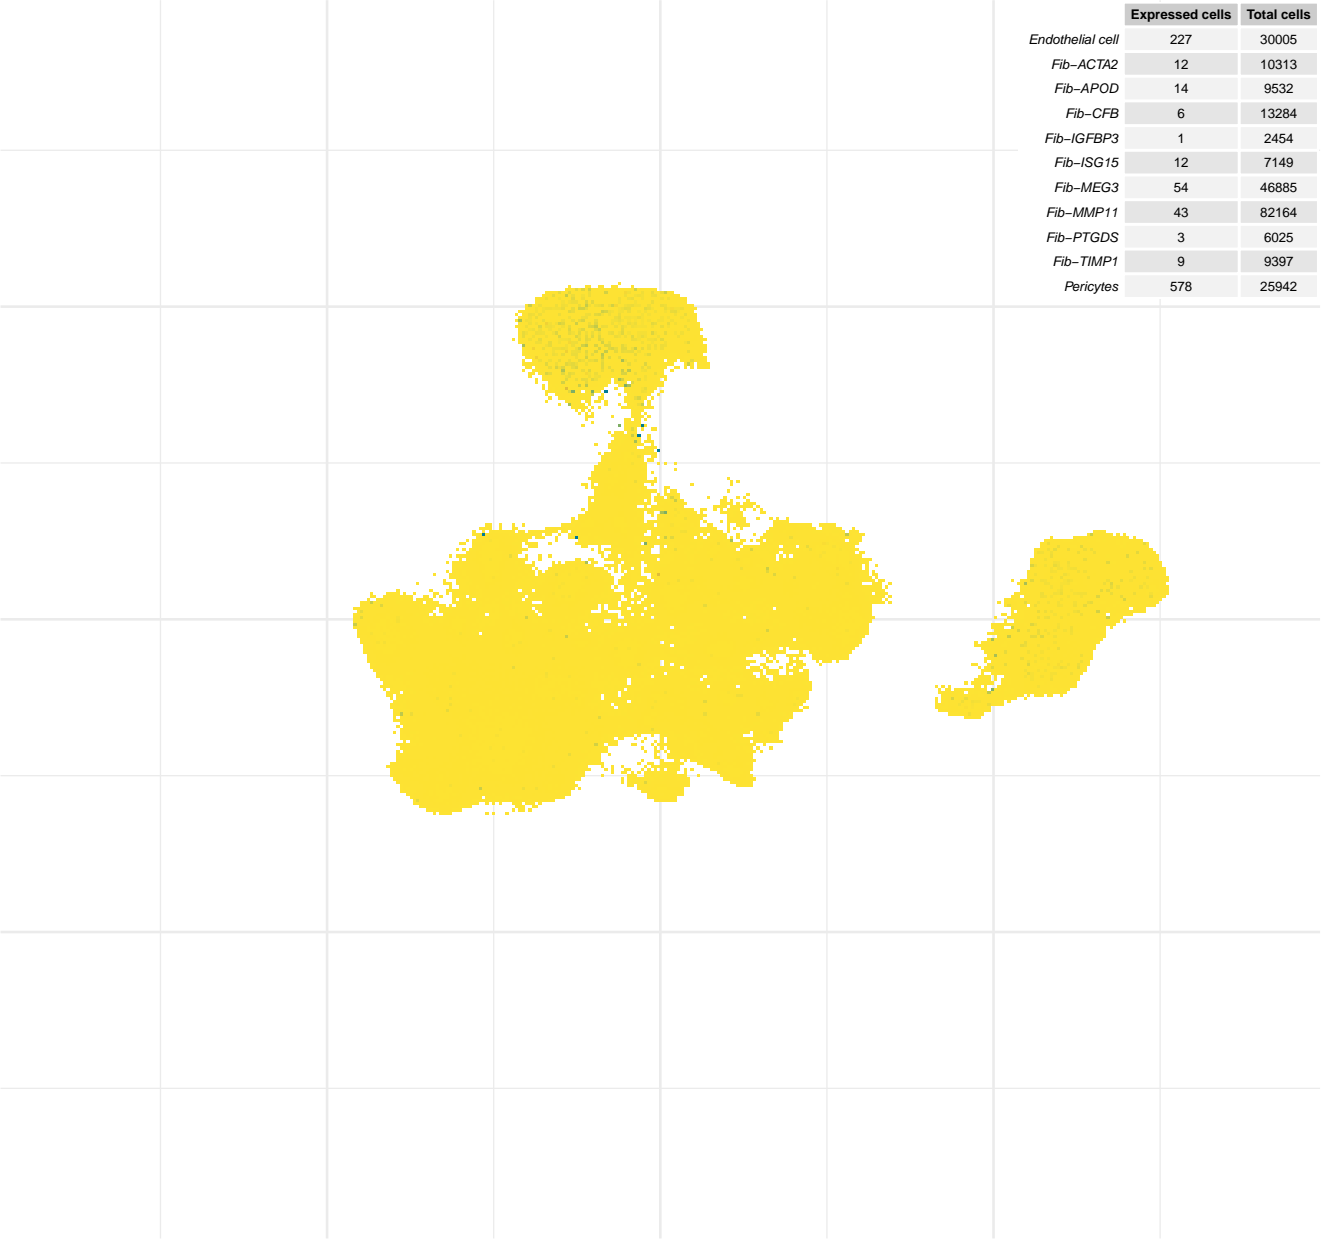 Expressed cells Total cells
Endothelial cell 227 30005
Fib−ACTA2 12 10313
Fib−APOD 14 9532
Fib−CFB 6 13284
Fib−IGFBP3 1 2454
Fib−ISG15 12 7149
Fib−MEG3 54 46885
Fib−MMP11 43 82164
Fib−PTGDS 3 6025
Fib−TIMP1 9 9397
Pericytes 578 25942